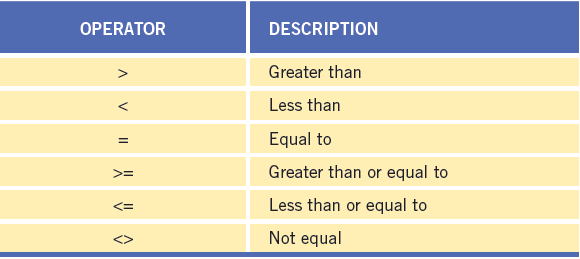 OPERATOR DESCRIPTION
> Greater than
< Less than
= Equal to
>= Greater than or equal to
<= Less than or equal to
<> Not equal